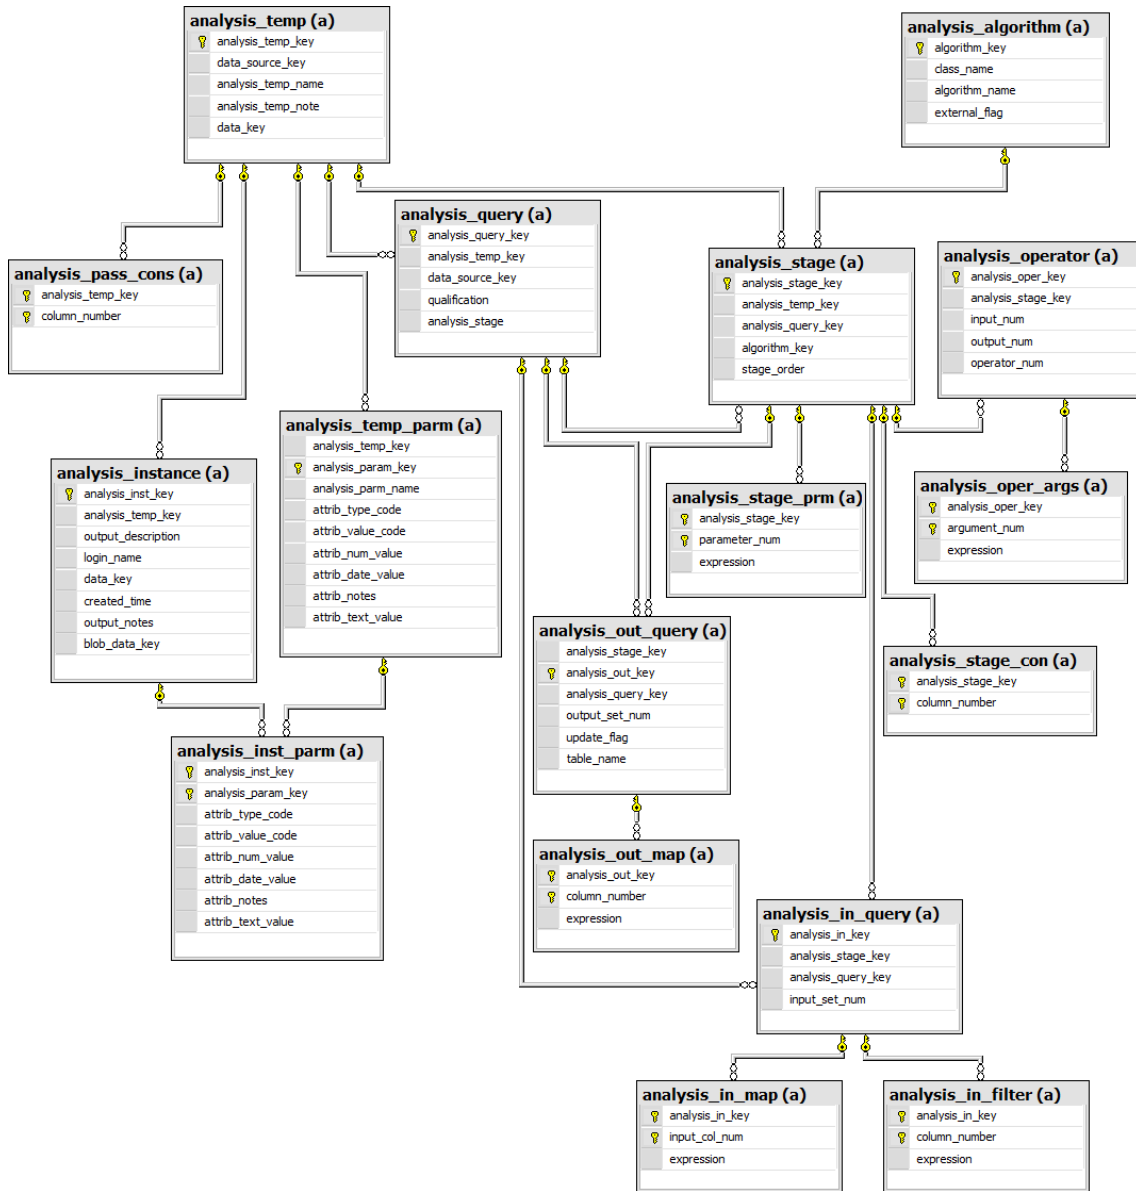 analysis_temp (a)
analysis_temp_key
data_source_key
analysis_temp_name
analysis_temp_note
data_key
analysis_algorithm (a)
algorithm_key
class_name
algorithm_name
external_flag
analysis_query (a)
analysis_query_key
analysis_temp_key
data_source_key
qualification
analysis_stage
analysis_stage (a)
analysis_stage_key
analysis_temp_key
analysis_query_key
algorithm_key
stage_order
analysis_operator (a)
analysis_oper_key
analysis_stage_key
input_num
output_num
operator_num
analysis_pass_cons (a)
analysis_temp_key
column_number
analysis_temp_parm (a)
analysis_temp_key
analysis_param_key
analysis_parm_name
attrib_type_code
attrib_value_code
attrib_num_value
attrib_date_value
attrib_notes
attrib_text_value
analysis_instance (a)
analysis_inst_key
analysis_temp_key
output_description
login_name
data_key
created_time
output_notes
blob_data_key
analysis_stage_prm (a)
analysis_stage_key
parameter_num
expression
analysis_oper_args (a)
analysis_oper_key
argument_num
expression
analysis_out_query (a)
analysis_stage_key
analysis_out_key
analysis_query_key
output_set_num
update_flag
table_name
analysis_stage_con (a)
analysis_stage_key
column_number
analysis_inst_parm (a)
analysis_inst_key
analysis_param_key
attrib_type_code
attrib_value_code
attrib_num_value
attrib_date_value
attrib_notes
attrib_text_value
analysis_out_map (a)
analysis_out_key
column_number
expression
analysis_in_query (a)
analysis_in_key
analysis_stage_key
analysis_query_key
input_set_num
analysis_in_map (a)
analysis_in_key
input_col_num
expression
analysis_in_filter (a)
analysis_in_key
column_number
expression